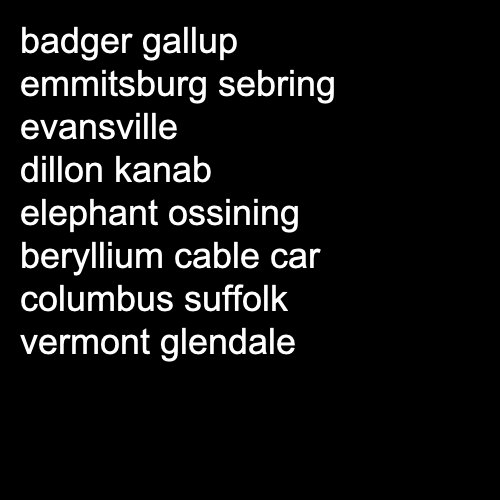 badger gallup
emmitsburg sebring
evansville
dillon kanab
elephant ossining
beryllium cable car
columbus suffolk
vermont glendale